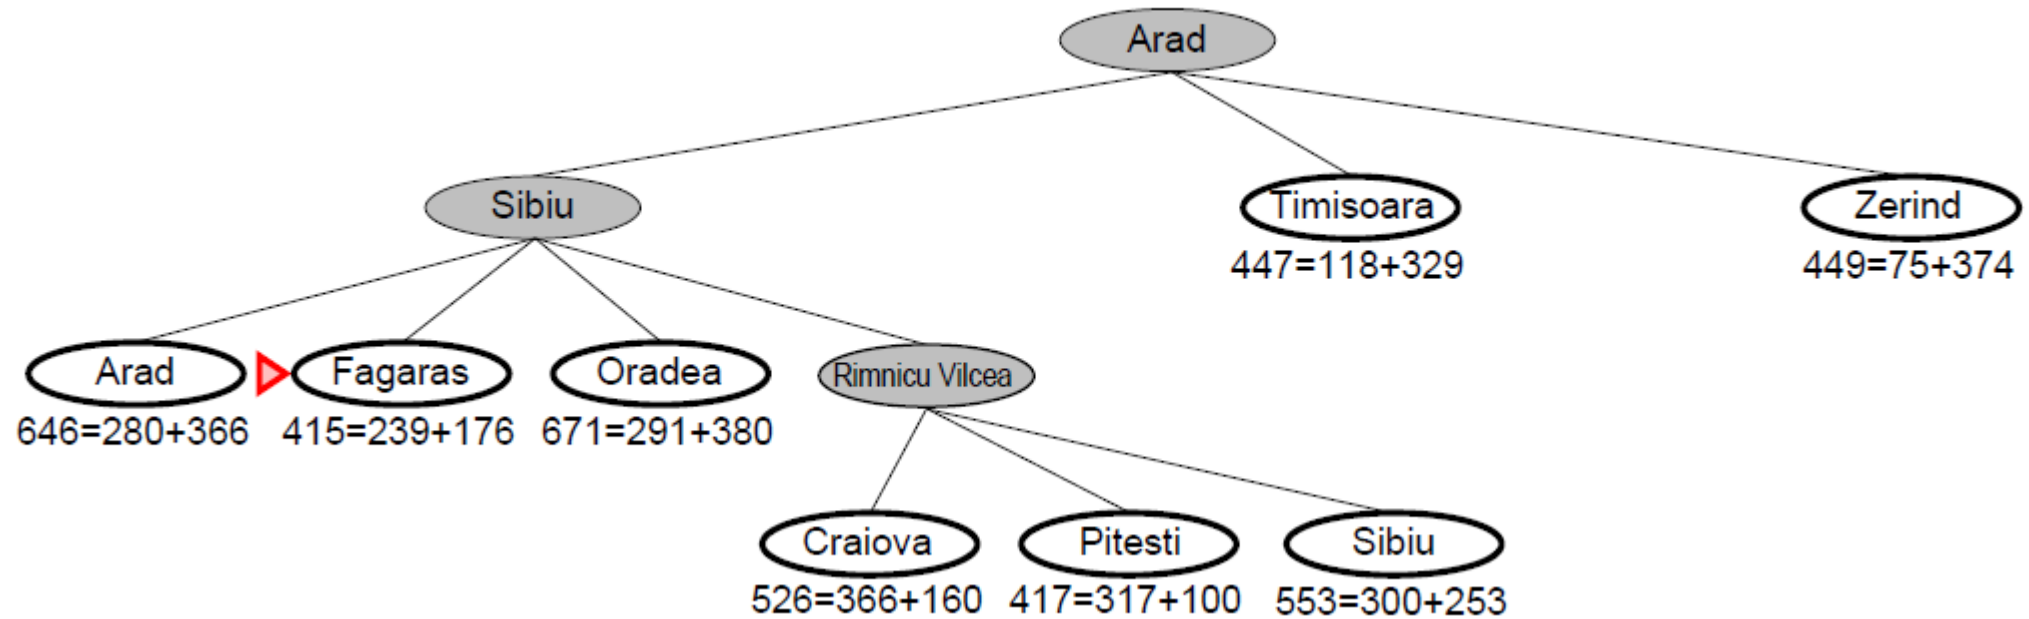 Arad
Sibiu
Timisoara
Zerind
447=118+329
449=75+374
Arad
Fagaras
Oradea
Rimnicu Vilcea
646=280+366
415=239+176
671=291+380
Craiova
Pitesti
Sibiu
526=366+160
417=317+100
553=300+253